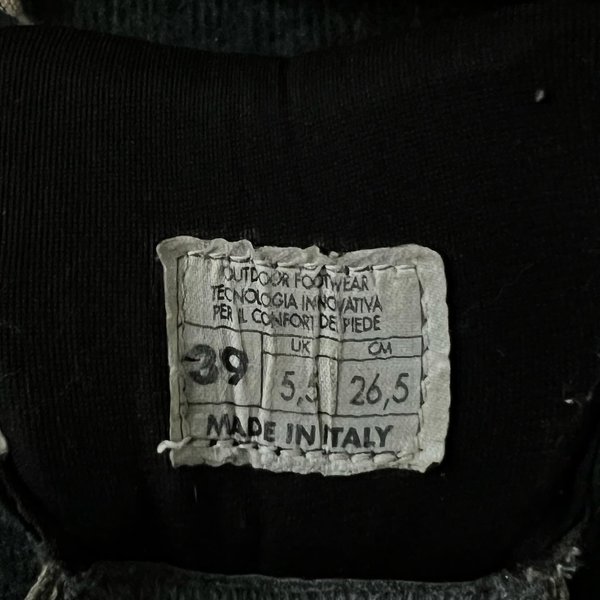 OUTDOOR FOOTWEAR
TECNOLOGIA INNOVATIVA
PER IL CONFORT DEL PIEDE
39 UK 5,5 CM 26,5
MADE IN ITALY